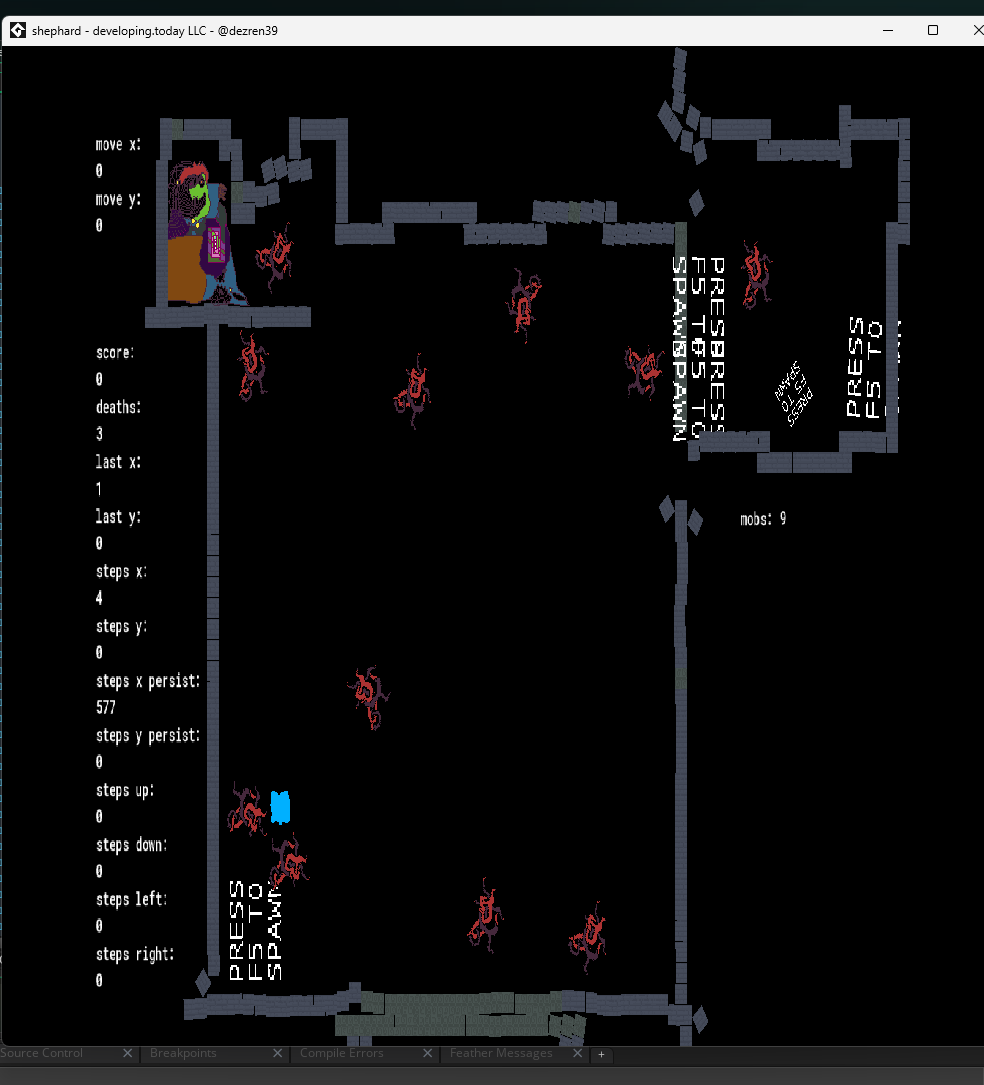 shephard - developing.today LLC - @dezren39
move x:
0
move y:
0
score:
0
deaths:
3
last x:
1
last y:
0
steps x:
4
steps y:
0
steps x persist:
577
steps y persist:
0
steps up:
0
steps down:
0
steps left:
0
steps right:
0
PRESS
F5 TO
SPAWN
PRESS
F5 TO
SPAWN
PRESS
F5 TO
SPAWN
PRESS
F5 TO
SPAWN
PRESS
F5 TO
mobs: 9
Source Control
Breakpoints
Compile Errors
Feather Messages
+